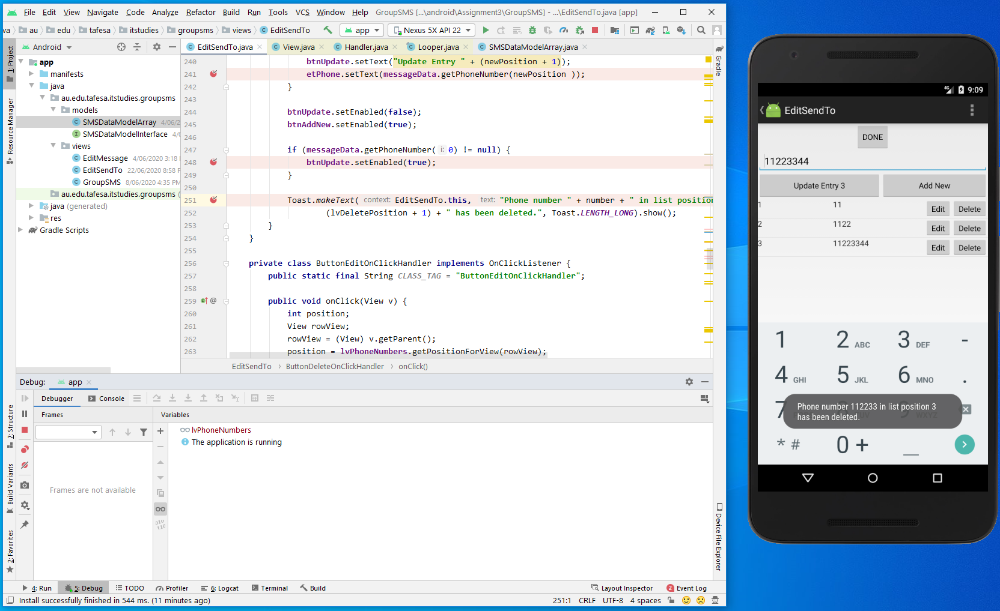 File Edit View Navigate Code Analyze Refactor Build Run Tools VCS Window Help GroupSMS [...\android\Assignment3\GroupSMS] - ...\EditSendTo.java [app]
va au edu tafesa itstudies groupsms views EditSendTo app Nexus 5X API 22
Android
EditSendTo.java View.java Handler.java Looper.java SMSDataModelArray.java
1: Project
Resource Manager
7: Structure
Build Variants
2: Favorites
app
manifests
java
au.edu.tafesa.itstudies.groupsms
models
SMSDataModelArray 4/06/2
SMSDataModelInterface 4/0
views
EditMessage 4/06/2020 3:18
EditSendTo 22/06/2020 8:58 P
GroupSMS 8/06/2020 4:35 PM
au.edu.tafesa.itstudies.groupsms (
java (generated)
res
Gradle Scripts
240 btnUpdate.setText("Update Entry " + (newPosition + 1));
241 etPhone.setText(messageData.getPhoneNumber(newPosition ));
242 }
243
244 btnUpdate.setEnabled(false);
245 btnAddNew.setEnabled(true);
246
247 if (messageData.getPhoneNumber( i: 0) != null) {
248 btnUpdate.setEnabled(true);
249 }
250
251 Toast.makeText( context: EditSendTo.this, text: "Phone number " + number + " in list position
252 (lvDeletePosition + 1) + " has been deleted.", Toast.LENGTH_LONG).show();
253 }
254 }
255
256 private class ButtonEditOnClickHandler implements OnClickListener {
257 public static final String CLASS_TAG = "ButtonEditOnClickHandler";
258
259 @ public void onClick(View v) {
260 int position;
261 View rowView;
262 rowView = (View) v.getParent();
263 position = lvPhoneNumbers.getPositionForView(rowView);
EditSendTo › ButtonDeleteOnClickHandler › onClick()
Gradle
Device File Explorer
Debug: app
Debugger Console
Frames Variables
Frames are not available
lvPhoneNumbers
The application is running
4: Run 5: Debug TODO Profiler 6: Logcat Terminal Build Layout Inspector 2 Event Log
Install successfully finished in 544 ms. (11 minutes ago) 251:1 CRLF UTF-8 4 spaces
4G 9:09
EditSendTo
DONE
11223344
Update Entry 3 Add New
1 11 Edit Delete
2 1122 Edit Delete
3 11223344 Edit Delete
1 2 ABC 3 DEF -
4 GHI 5 JKL 6 MNO .
7 9 WXYZ
Phone number 112233 in list position 3
has been deleted.
* # 0 + _